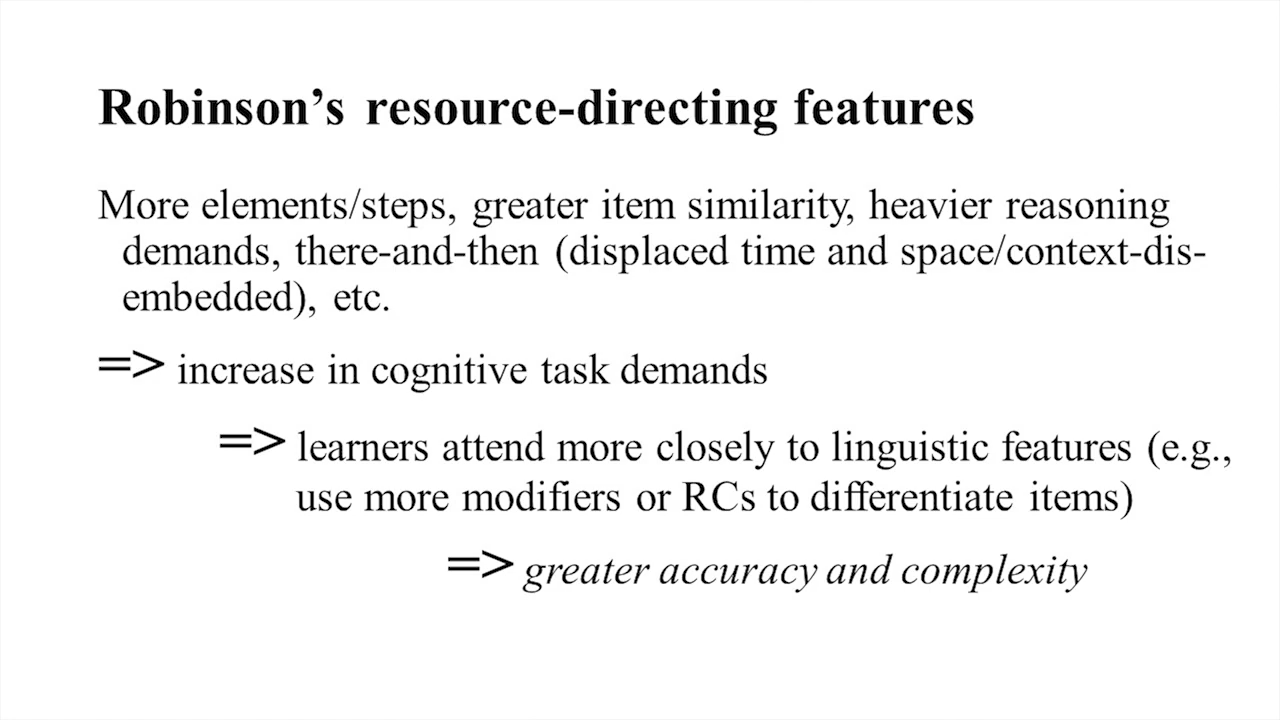 Robinson’s resource-directing features
More elements/steps, greater item similarity, heavier reasoning
demands, there-and-then (displaced time and space/context-dis-
embedded), etc.
=> increase in cognitive task demands
=> learners attend more closely to linguistic features (e.g.,
use more modifiers or RCs to differentiate items)
=> greater accuracy and complexity